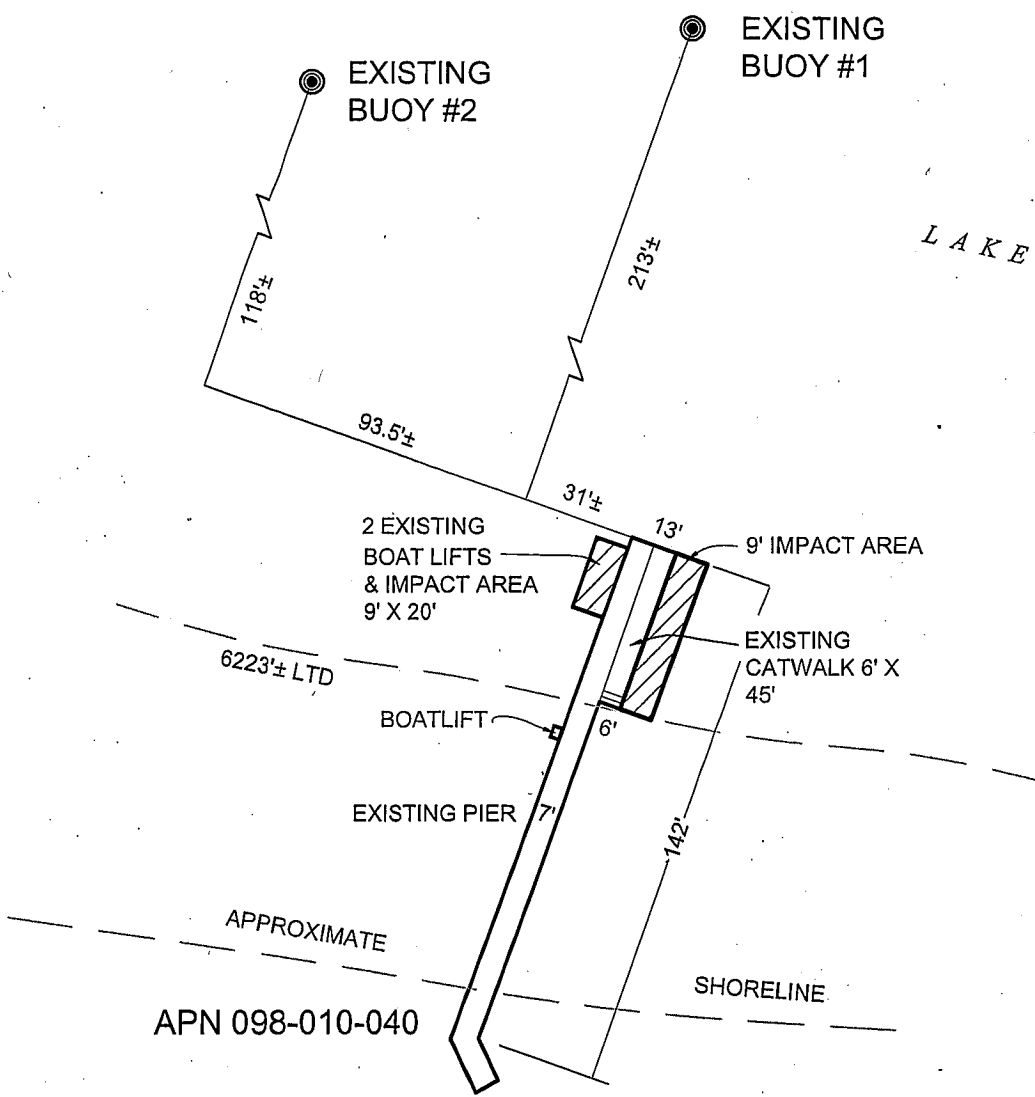 EXISTING
BUOY #1
EXISTING
BUOY #2
LAKE
213'±
118'±
93.5'±
31'±
13'
2 EXISTING
BOAT LIFTS
& IMPACT AREA
9' X 20'
9' IMPACT AREA
EXISTING
CATWALK 6' X
45'
6223'± LTD
BOATLIFT
6'
EXISTING PIER
7'
142'
APPROXIMATE
SHORELINE
APN 098-010-040